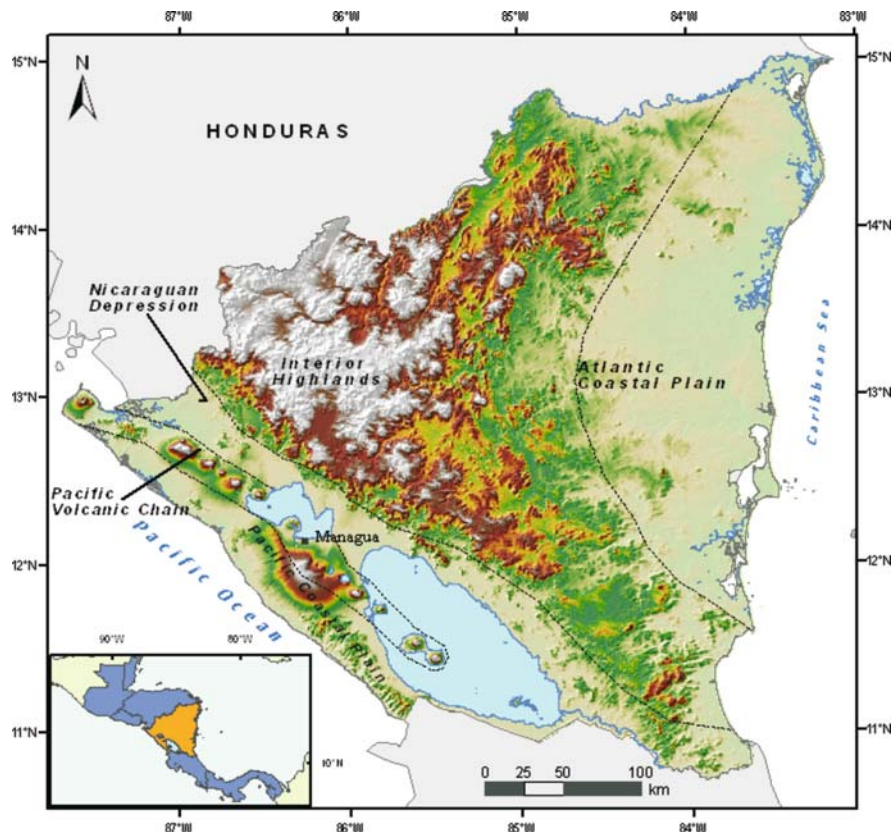 87°W 86°W 85°W 84°W 83°W
15°N 15°N
N
HONDURAS
14°N 14°N
Nicaraguan
Depression
Interior
Highlands
Atlantic
Coastal Plain
Caribbean Sea
13°N 13°N
Pacific
Volcanic Chain
Managua
12°N 12°N
pacific Ocean
Pacific Coastal Plain
90°W 80°W
11°N 11°N
10°N
0 25 50 100
km
87°W 86°W 85°W 84°W